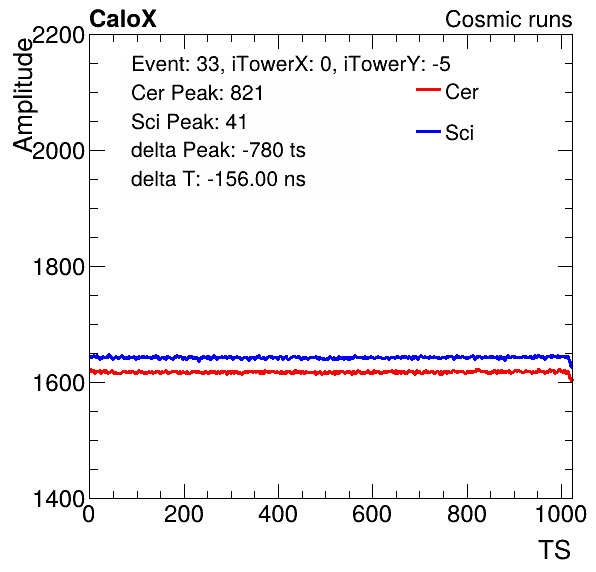 CaloX
Cosmic runs
Amplitude
2200
2000
1800
1600
1400
Event: 33, iTowerX: 0, iTowerY: -5
Cer Peak: 821
Sci Peak: 41
delta Peak: -780 ts
delta T: -156.00 ns
Cer
Sci
0 200 400 600 800 1000
TS